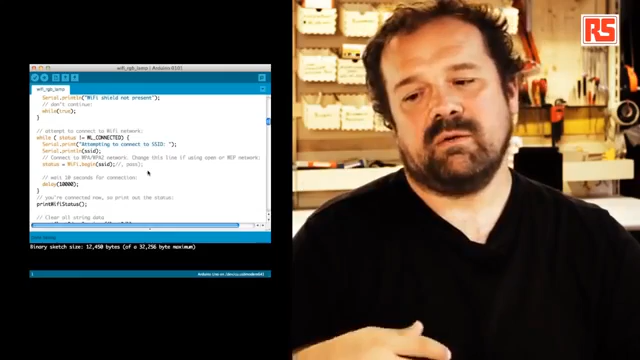 RS
wifi_rgb_lamp | Arduino 0101
wifi_rgb_lamp
Serial.println("WiFi shield not present");
// don't continue:
while(true);
}
// attempt to connect to Wifi network:
while ( status != WL_CONNECTED) {
Serial.print("Attempting to connect to SSID: ");
Serial.println(ssid);
// Connect to WPA/WPA2 network. Change this line if using open or WEP network:
status = WiFi.begin(ssid);//, pass);
// wait 10 seconds for connection:
delay(10000);
}
// you're connected now, so print out the status:
printWifiStatus();
// Clear all string data
Binary sketch size: 12,450 bytes (of a 32,256 byte maximum)
1